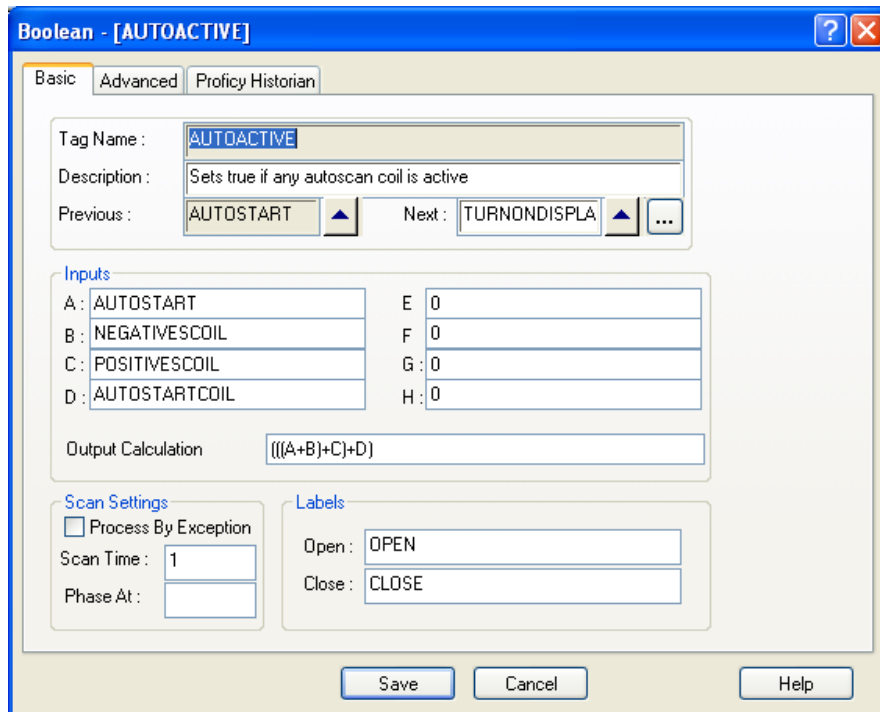 Boolean - [AUTOACTIVE]
Basic Advanced Proficy Historian
Tag Name : AUTOACTIVE
Description : Sets true if any autoscan coil is active
Previous : AUTOSTART Next : TURNONDISPLA ...
Inputs
A : AUTOSTART E 0
B : NEGATIVESCOIL F 0
C : POSITIVESCOIL G : 0
D : AUTOSTARTCOIL H : 0
Output Calculation (((A+B)+C)+D)
Scan Settings Labels
Process By Exception
Open : OPEN
Scan Time : 1
Close : CLOSE
Phase At :
Save Cancel Help